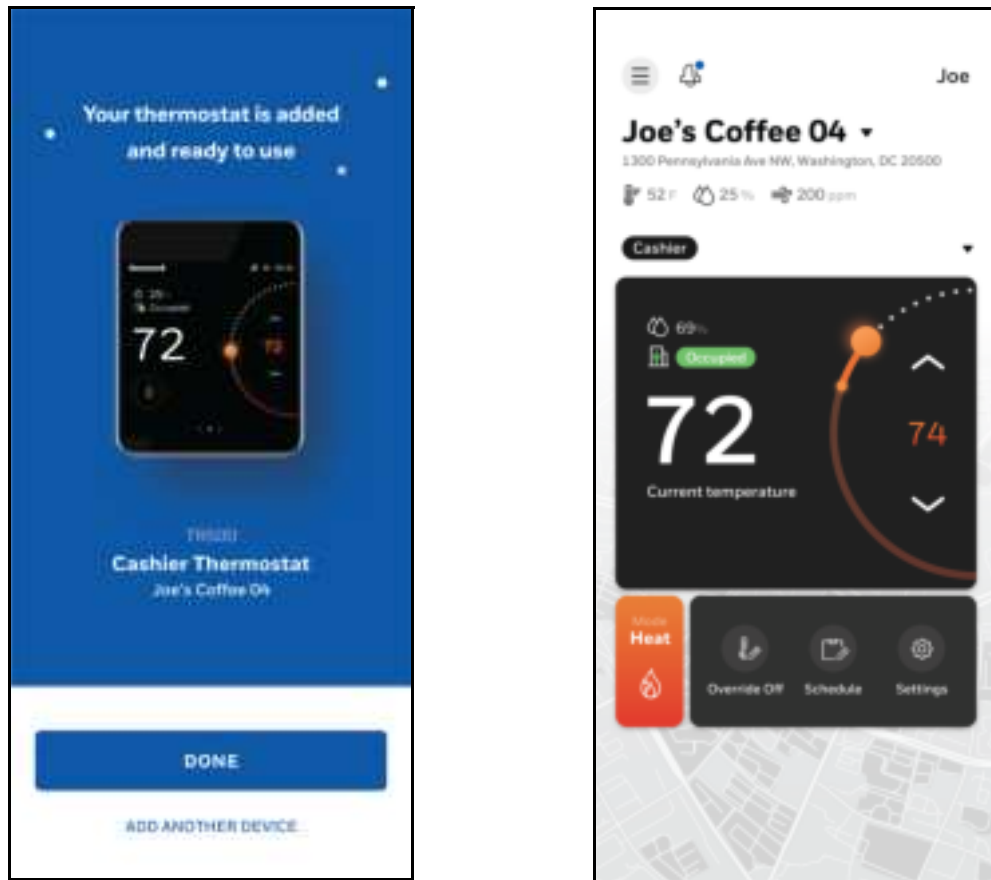 Your thermostat is added
and ready to use
72
Cashier Thermostat
Joe's Coffee 04
DONE
ADD ANOTHER DEVICE
Joe
Joe's Coffee 04
1300 Pennsylvania Ave NW, Washington, DC 20500
52 F 25 % 200 ppm
Cashier
69%
Occupied
72
74
Current temperature
Mode
Heat
Override Off Schedule Settings